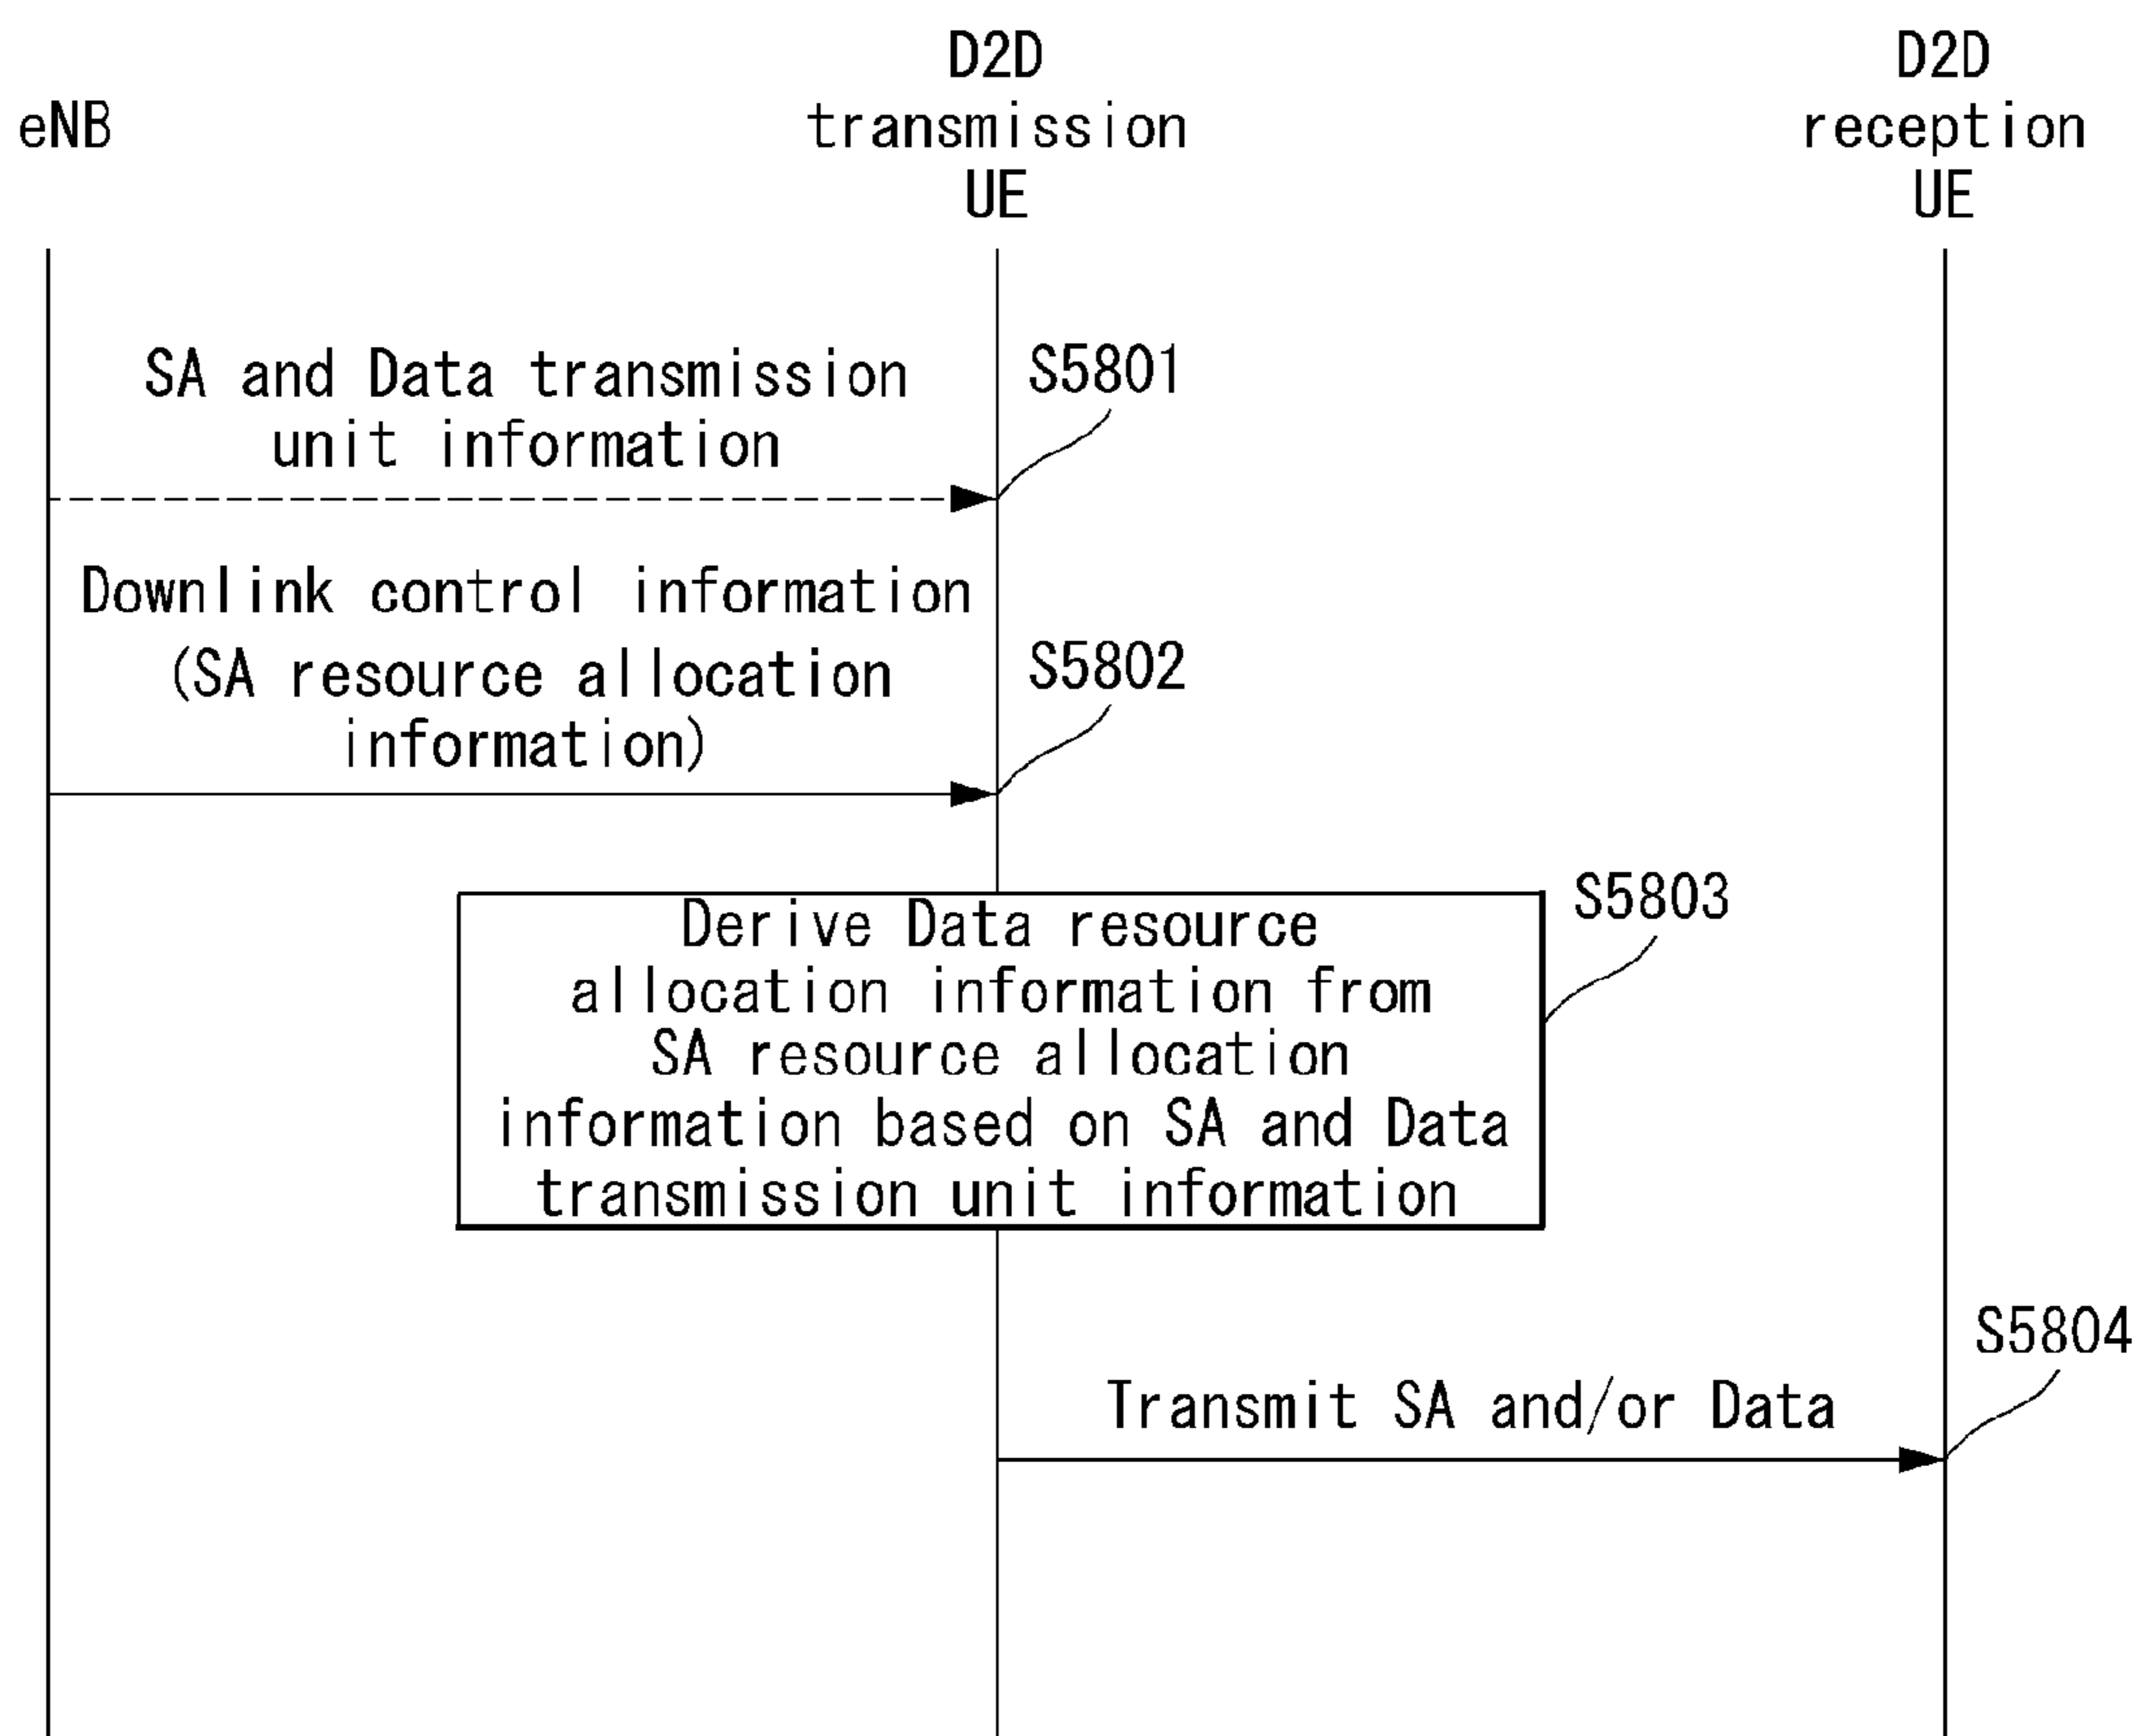 eNB
D2D
transmission
UE
D2D
reception
UE
SA and Data transmission
unit information
S5801
Downlink control information
(SA resource allocation
information)
S5802
Derive Data resource
allocation information from
SA resource allocation
information based on SA and Data
transmission unit information
S5803
Transmit SA and/or Data
S5804